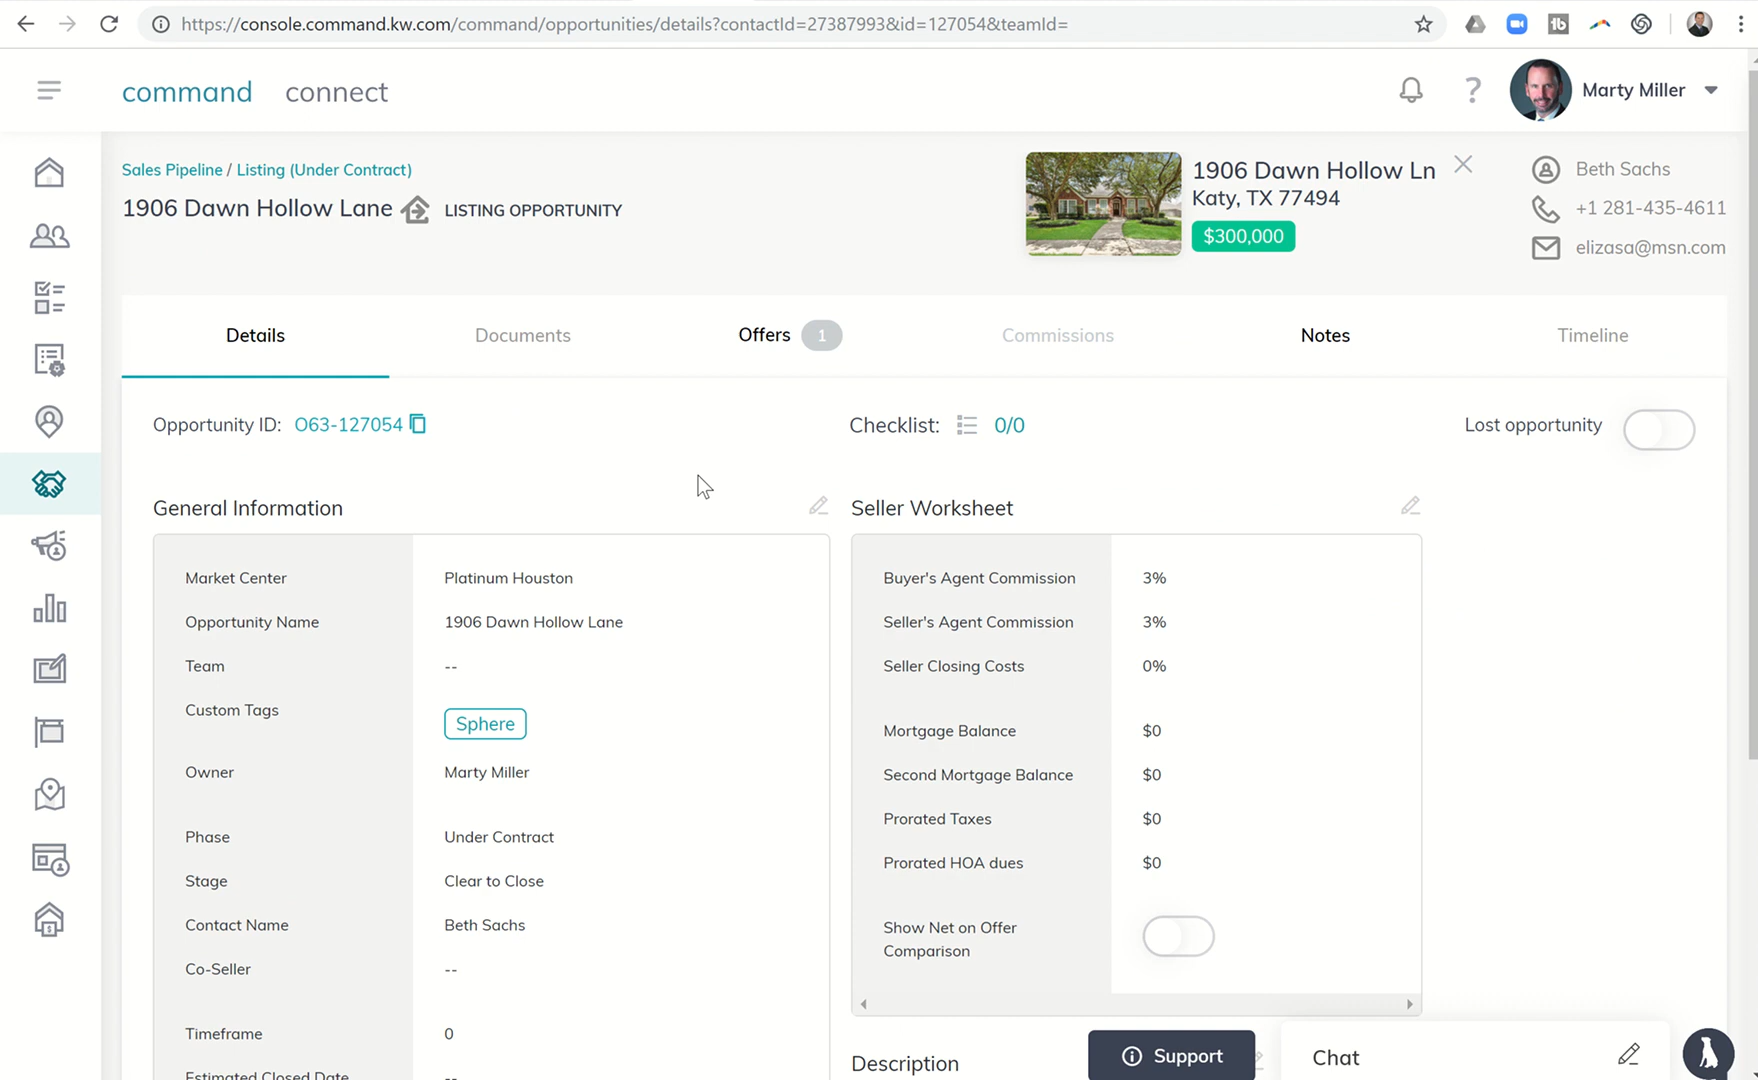 https://console.command.kw.com/command/opportunities/details?contactId=27387993&id=127054&teamId=
command connect
Marty Miller
Sales Pipeline / Listing (Under Contract)
1906 Dawn Hollow Lane LISTING OPPORTUNITY
1906 Dawn Hollow Ln
Katy, TX 77494
$300,000
Beth Sachs
+1 281-435-4611
elizasa@msn.com
Details Documents Offers 1 Commissions Notes Timeline
Opportunity ID: O63-127054
Checklist: 0/0
Lost opportunity
General Information
Market Center Platinum Houston
Opportunity Name 1906 Dawn Hollow Lane
Team --
Custom Tags Sphere
Owner Marty Miller
Phase Under Contract
Stage Clear to Close
Contact Name Beth Sachs
Co-Seller --
Timeframe 0
Estimated Closed Date --
Seller Worksheet
Buyer's Agent Commission 3%
Seller's Agent Commission 3%
Seller Closing Costs 0%
Mortgage Balance $0
Second Mortgage Balance $0
Prorated Taxes $0
Prorated HOA dues $0
Show Net on Offer
Comparison
Description
Support
Chat